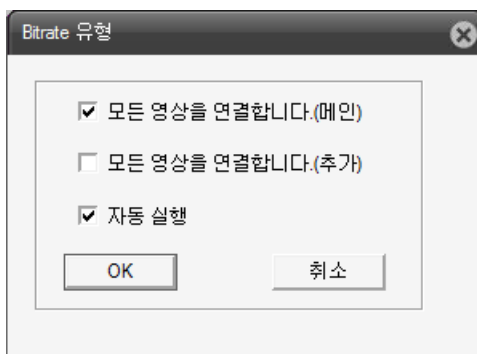 Bitrate 유형
모든 영상을 연결합니다.(메인)
모든 영상을 연결합니다.(추가)
자동 실행
OK 취소